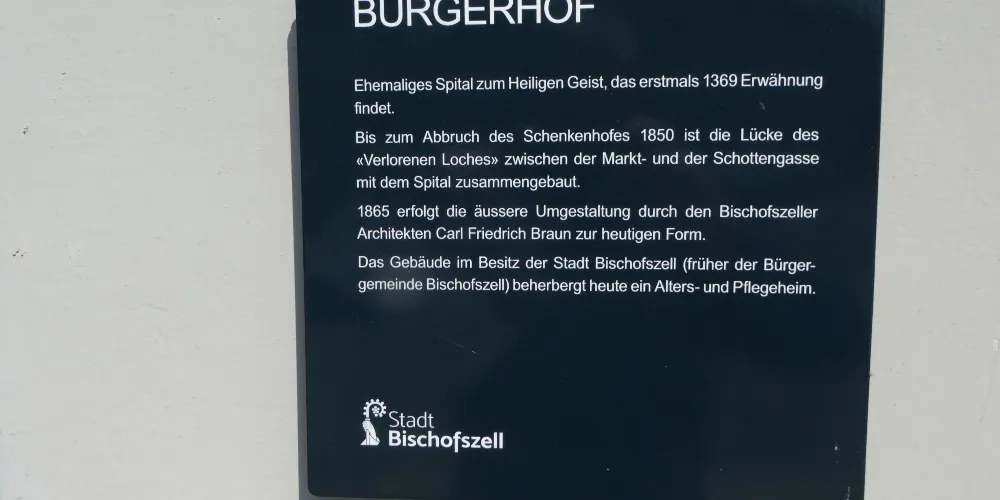 BÜRGERHOF
Ehemaliges Spital zum Heiligen Geist, das erstmals 1369 Erwähnung
findet.
Bis zum Abbruch des Schenkenhofes 1850 ist die Lücke des
«Verlorenen Loches» zwischen der Markt- und der Schottengasse
mit dem Spital zusammengebaut.
1865 erfolgt die äussere Umgestaltung durch den Bischofszeller
Architekten Carl Friedrich Braun zur heutigen Form.
Das Gebäude im Besitz der Stadt Bischofszell (früher der Bürger-
gemeinde Bischofszell) beherbergt heute ein Alters- und Pflegeheim.
Stadt
Bischofszell